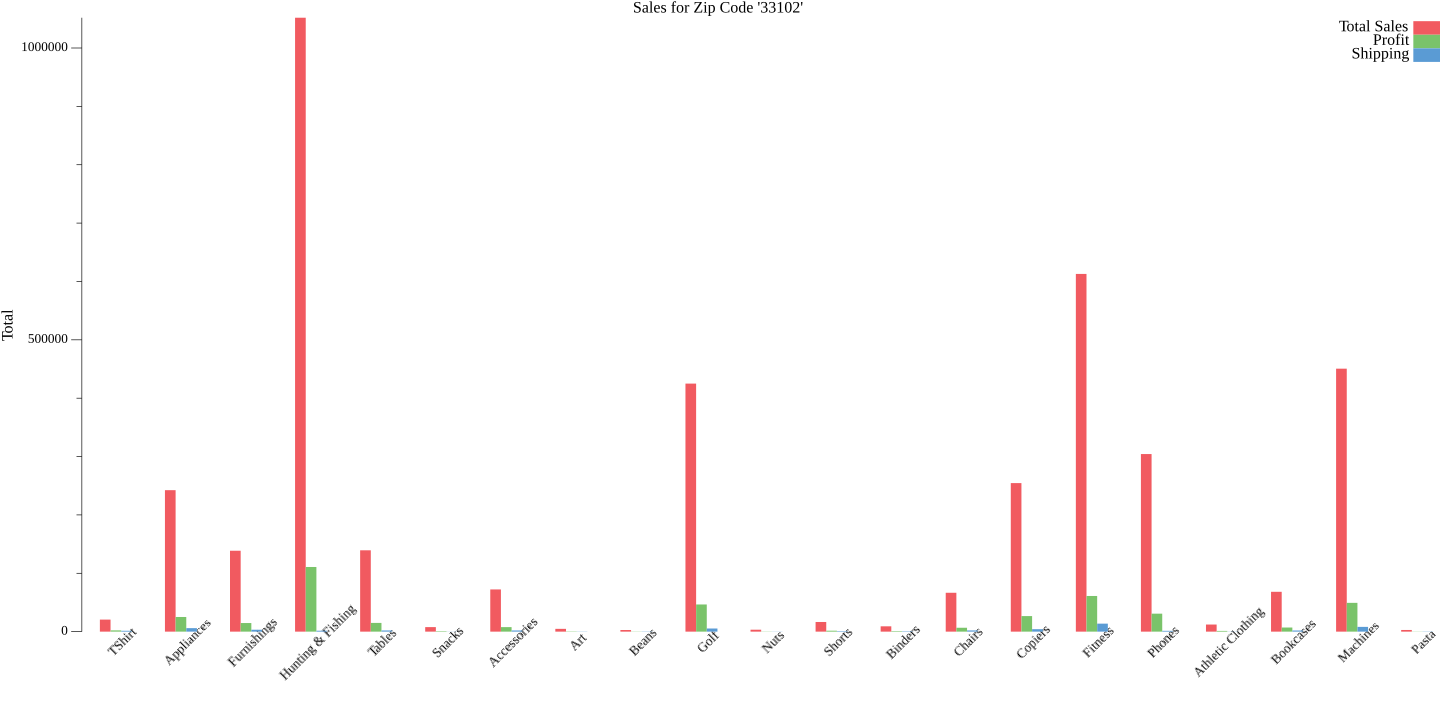 Sales for Zip Code '33102'
Total Sales
Profit
Shipping
1000000
500000
0
Total
TShirt
Appliances
Furnishings
Hunting & Fishing
Tables
Snacks
Accessories
Art
Beans
Golf
Nuts
Shorts
Binders
Chairs
Copiers
Fitness
Phones
Athletic Clothing
Bookcases
Machines
Pasta